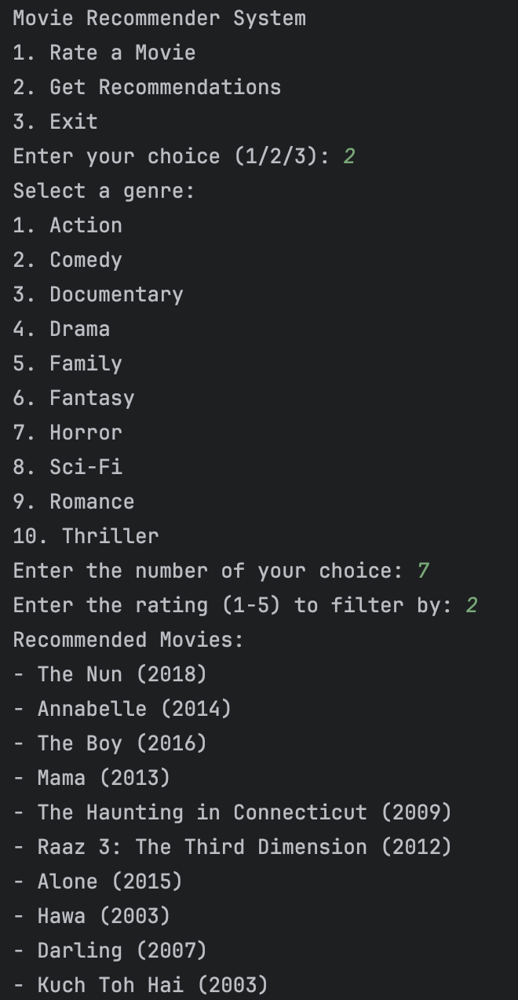 Movie Recommender System
1. Rate a Movie
2. Get Recommendations
3. Exit
Enter your choice (1/2/3): 2
Select a genre:
1. Action
2. Comedy
3. Documentary
4. Drama
5. Family
6. Fantasy
7. Horror
8. Sci-Fi
9. Romance
10. Thriller
Enter the number of your choice: 7
Enter the rating (1-5) to filter by: 2
Recommended Movies:
- The Nun (2018)
- Annabelle (2014)
- The Boy (2016)
- Mama (2013)
- The Haunting in Connecticut (2009)
- Raaz 3: The Third Dimension (2012)
- Alone (2015)
- Hawa (2003)
- Darling (2007)
- Kuch Toh Hai (2003)